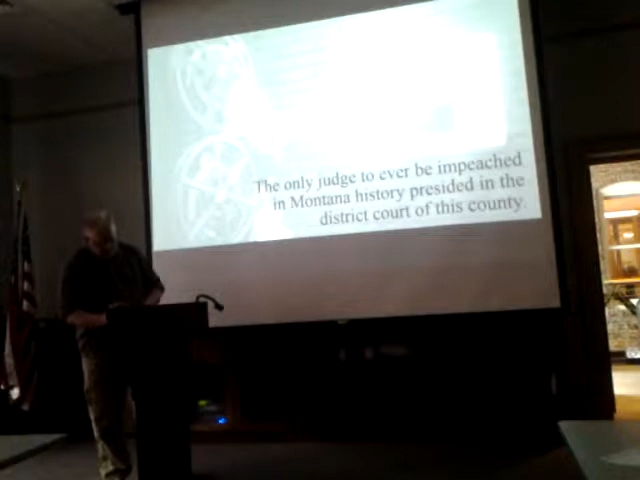 The only judge to ever be impeached
in Montana history presided in the
district court of this county.